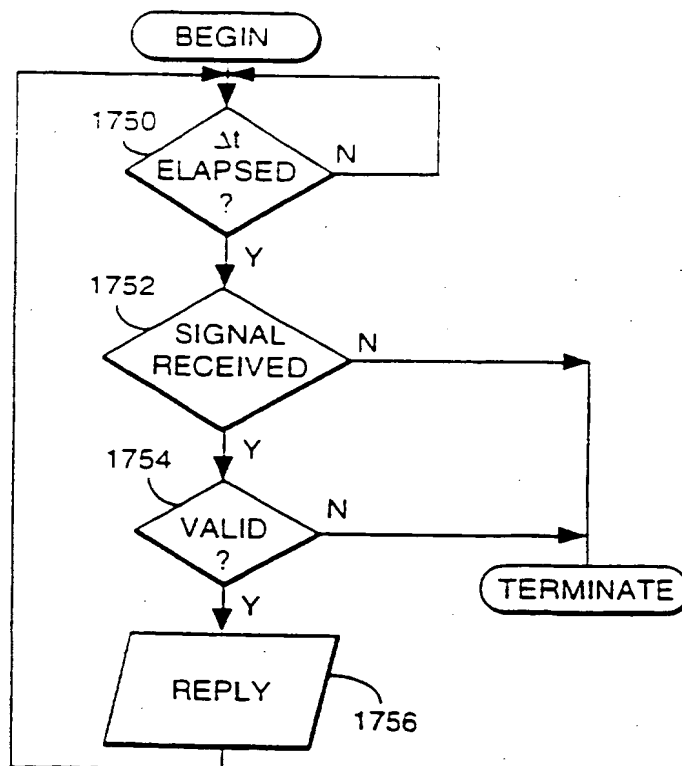 BEGIN
1750
Δt
ELAPSED
?
N
Y
1752
SIGNAL
RECEIVED
N
Y
1754
VALID
?
N
Y
TERMINATE
REPLY
1756